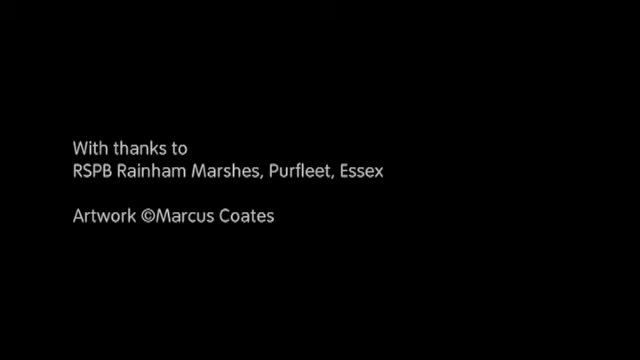 With thanks to
RSPB Rainham Marshes, Purfleet, Essex
Artwork ©Marcus Coates